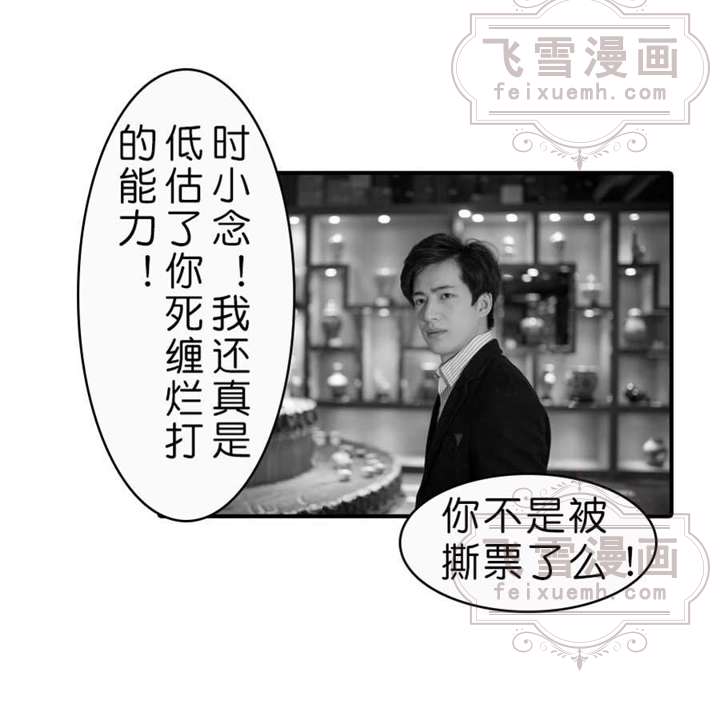 飞雪漫画
feixuemh.com
时小念！我还真是
低估了你死缠烂打
的能力！
你不是被
撕票了么！
飞雪漫画
feixuemh.com